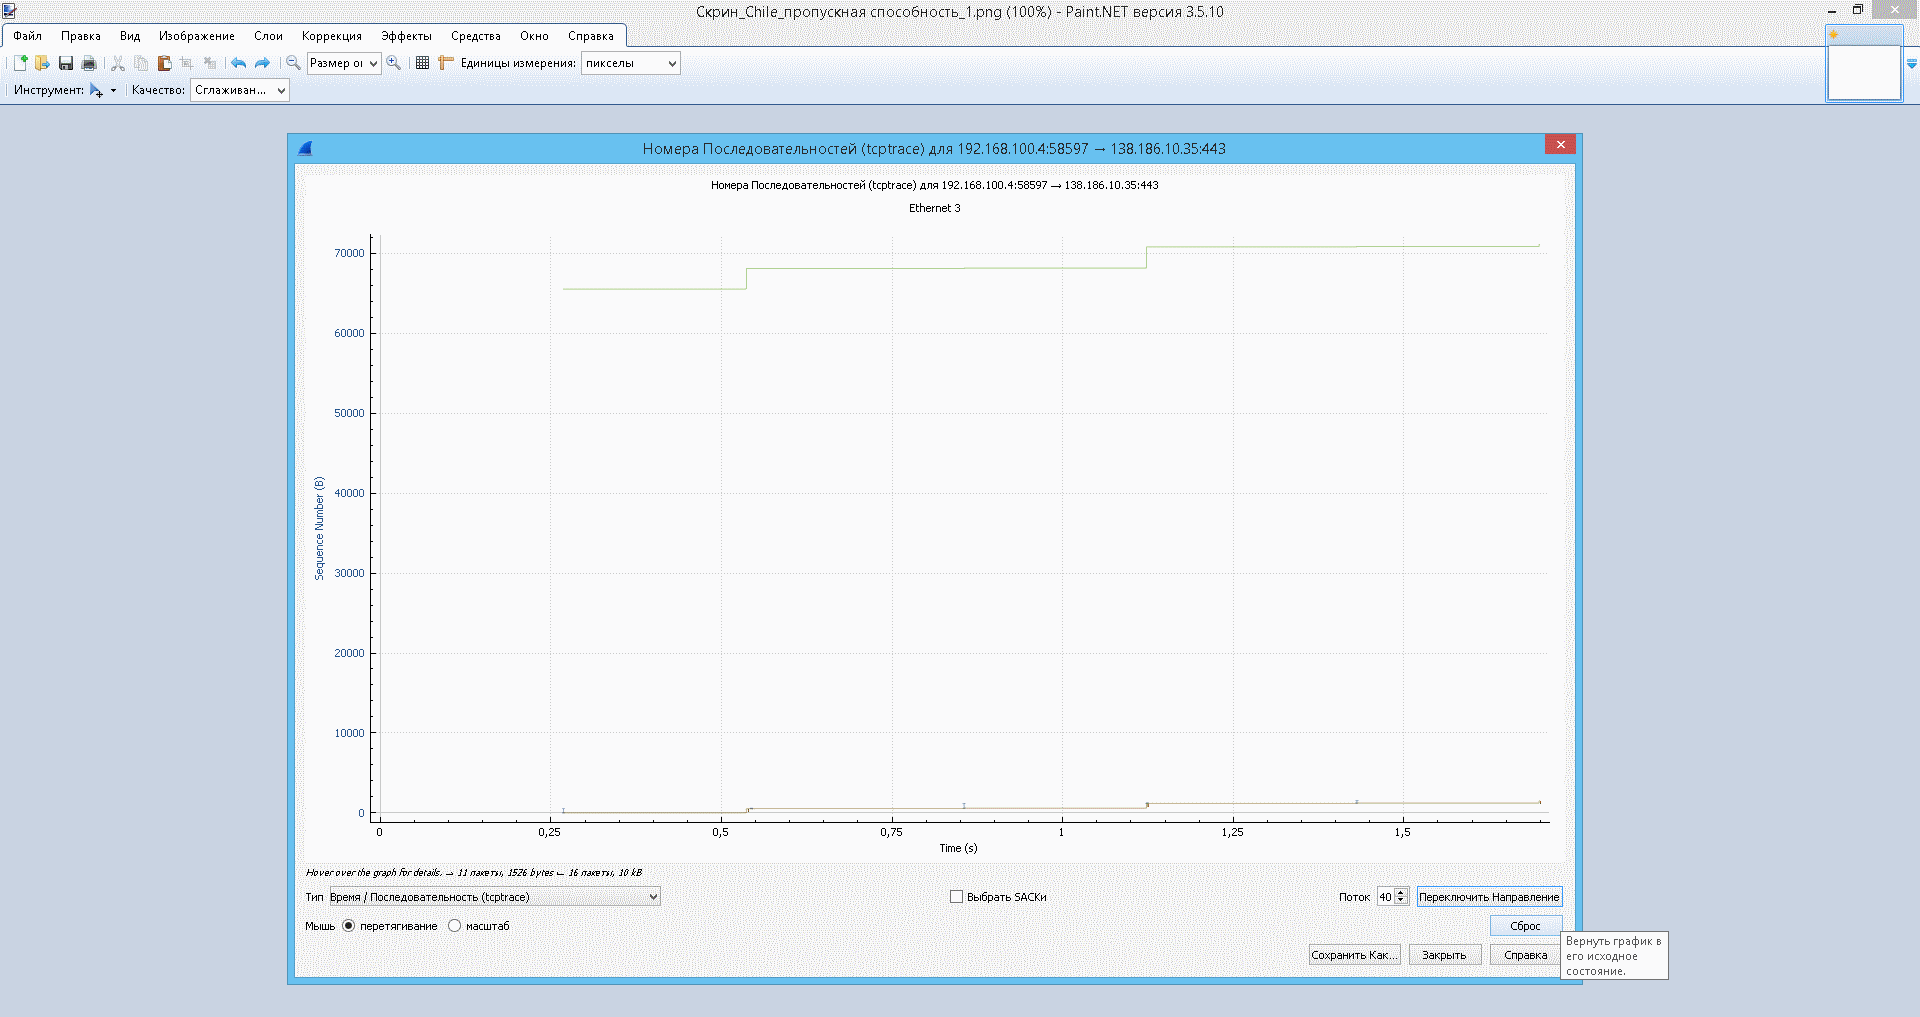 Скрин_Chile_пропускная способность_1.png (100%) - Paint.NET версия 3.5.10
Файл Правка Вид Изображение Слои Коррекция Эффекты Средства Окно Справка
Размер ог Единицы измерения: пикселы
Инструмент: Качество: Сглаживан...
Номера Последовательностей (tcptrace) для 192.168.100.4:58597 → 138.186.10.35:443
Номера Последовательностей (tcptrace) для 192.168.100.4:58597 → 138.186.10.35:443
Ethernet 3
70000
60000
50000
40000
30000
20000
10000
0
Sequence Number (B)
0 0,25 0,5 0,75 1 1,25 1,5
Time (s)
Hover over the graph for details. → 11 пакеты, 1526 bytes ← 16 пакеты, 10 kB
Тип Время / Последовательность (tcptrace) Выбрать SACKи Поток 40 Переключить Направление
Мышь перетягивание масштаб Сброс
Сохранить Как... Закрыть Справка
Вернуть график в
его исходное
состояние.